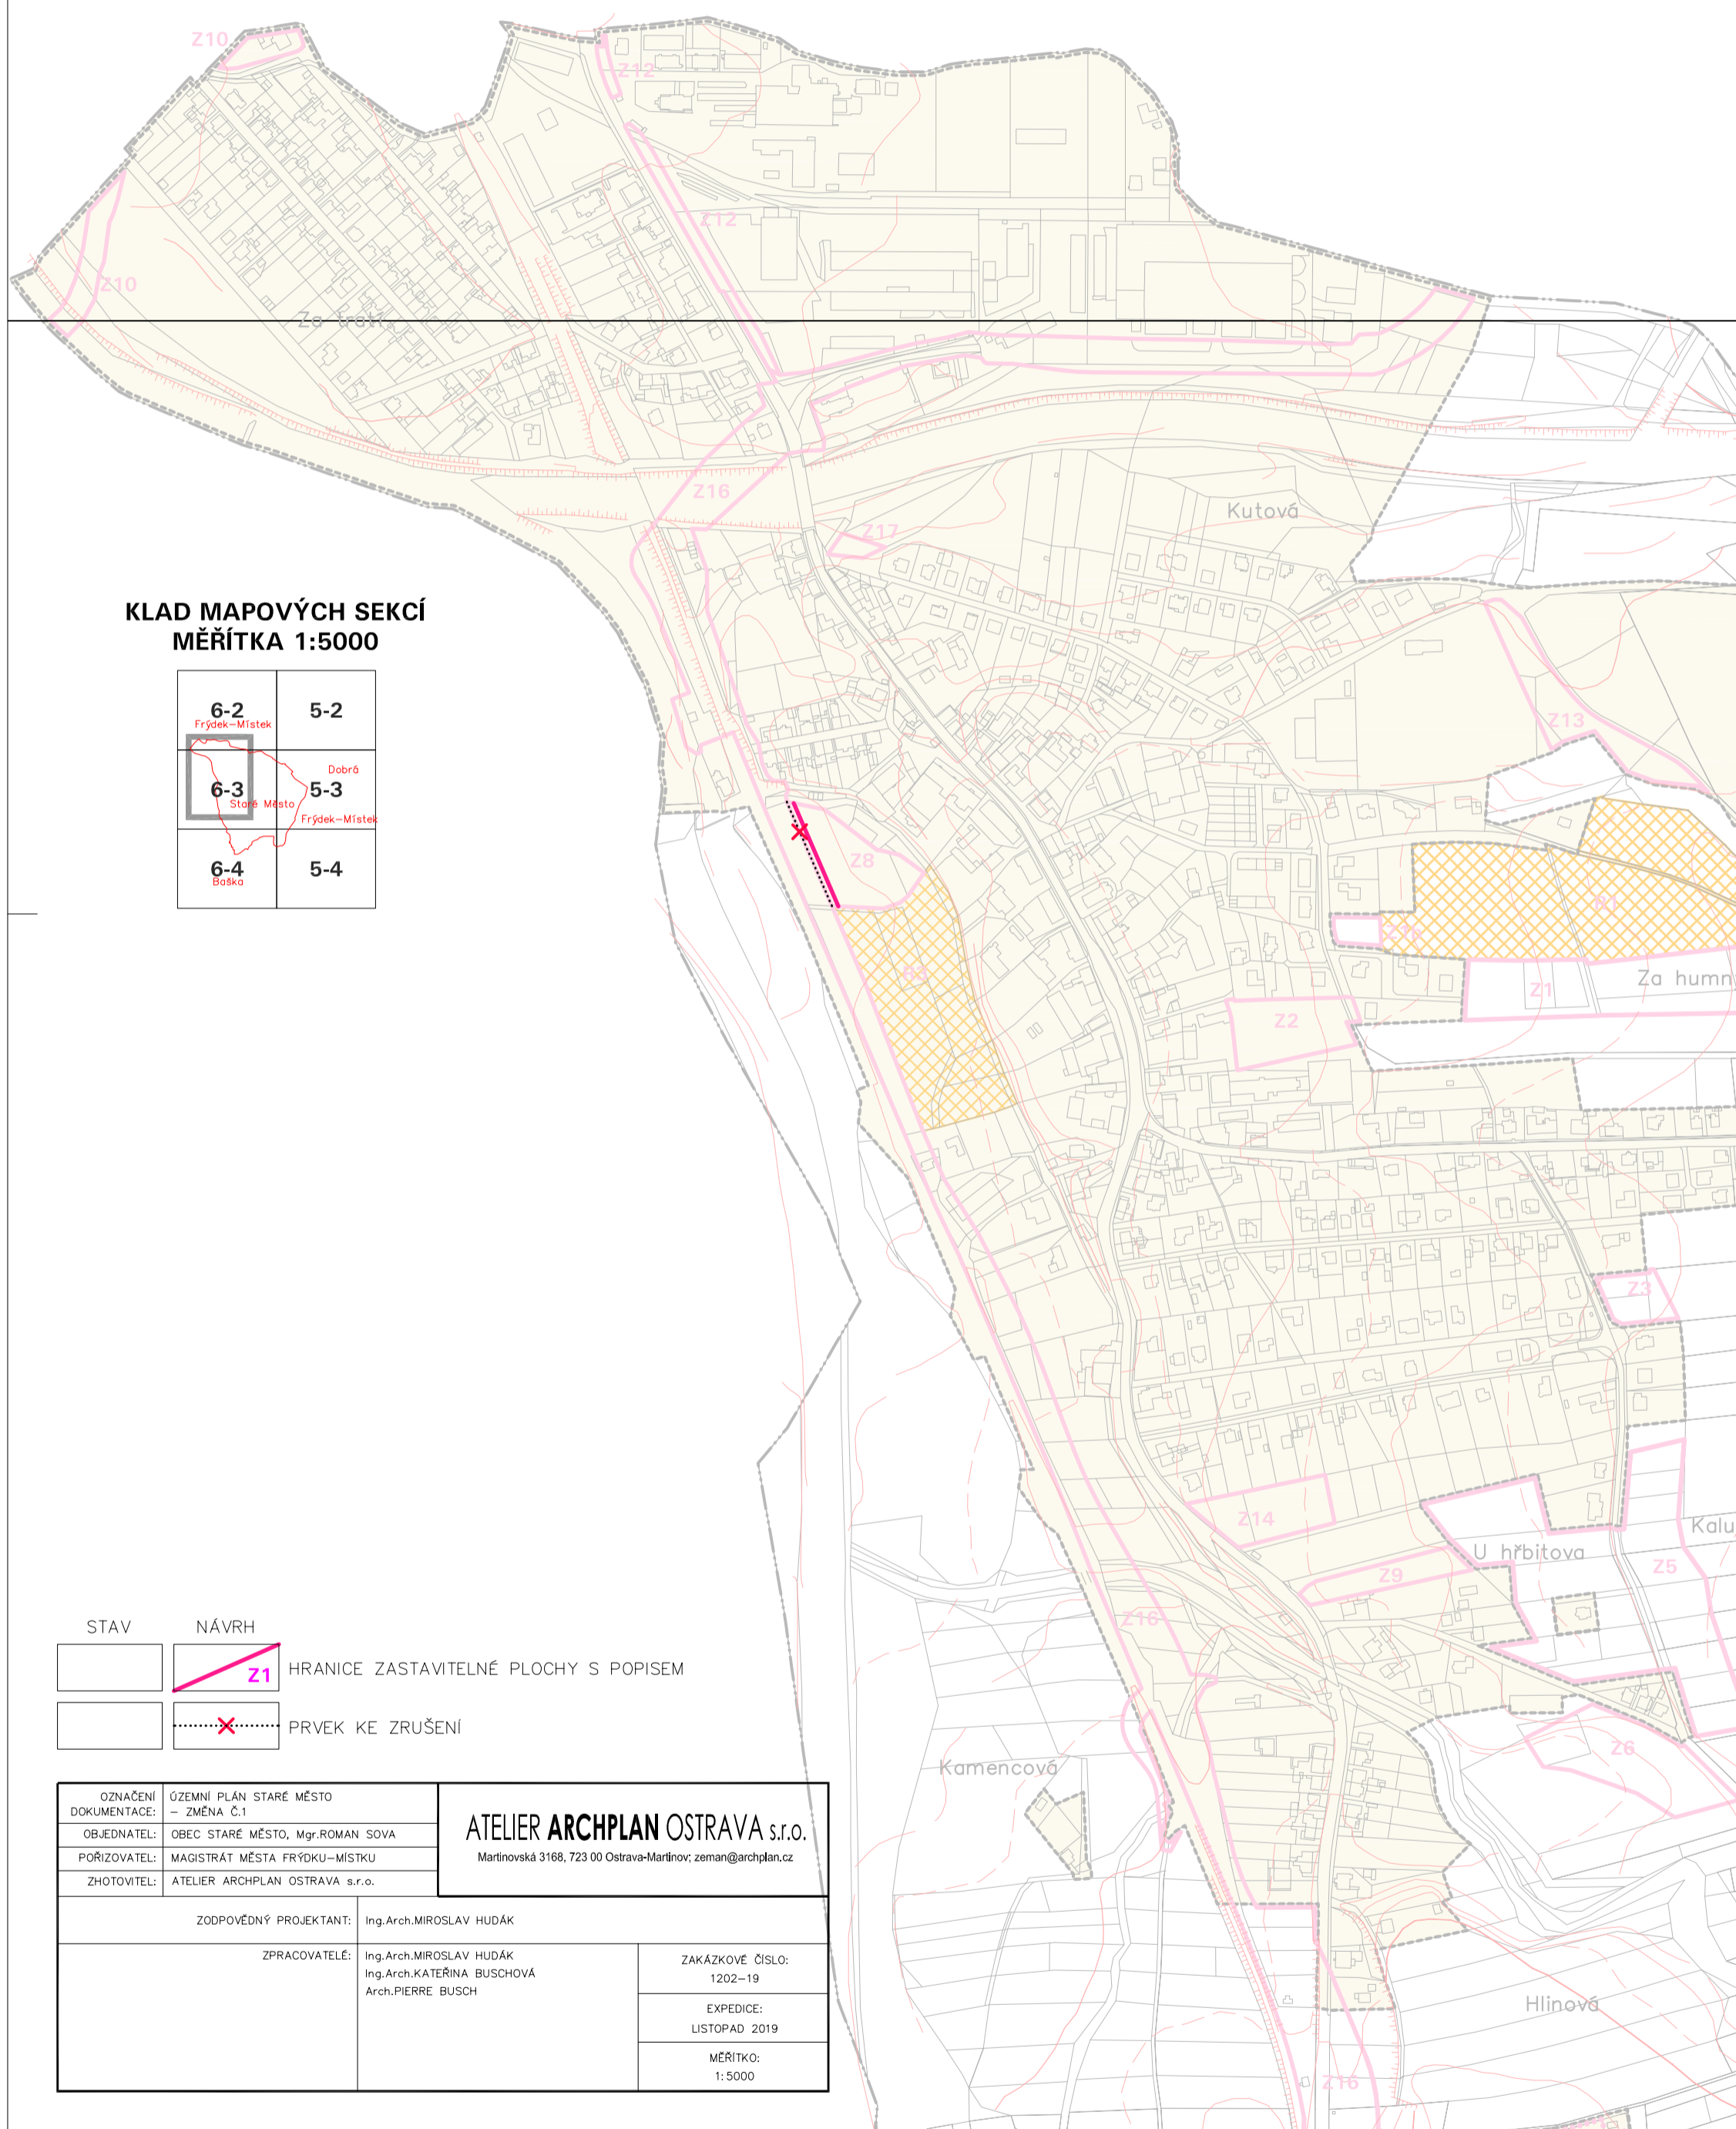 Z10
Z12
Z12
Z10
Za tratí
Z16
Z17
Kutová
KLAD MAPOVÝCH SEKCÍ
MĚŘÍTKA 1:5000
6-2
5-2
Frýdek-Místek
Dobrá
6-3
5-3
Staré Město
Frýdek-Místek
6-4
5-4
Baška
Z13
Z8
Za humn
Z1
Z2
Z3
Z14
U hřbitova
Kalu
Z9
Z5
Z16
Z6
Kamencová
Hlinová
Z16
STAV NÁVRH
Z1 HRANICE ZASTAVITELNÉ PLOCHY S POPISEM
PRVEK KE ZRUŠENÍ
OZNAČENÍ DOKUMENTACE: ÚZEMNÍ PLÁN STARÉ MĚSTO
– ZMĚNA Č.1
OBJEDNATEL: OBEC STARÉ MĚSTO, Mgr.ROMAN SOVA
POŘIZOVATEL: MAGISTRÁT MĚSTA FRÝDKU–MÍSTKU
ZHOTOVITEL: ATELIER ARCHPLAN OSTRAVA s.r.o.
ATELIER ARCHPLAN OSTRAVA s.r.o.
Martinovská 3168, 723 00 Ostrava-Martinov; zeman@archplan.cz
ZODPOVĚDNÝ PROJEKTANT: Ing.Arch.MIROSLAV HUDÁK
ZPRACOVATELÉ: Ing.Arch.MIROSLAV HUDÁK
Ing.Arch.KATEŘINA BUSCHOVÁ
Arch.PIERRE BUSCH
ZAKÁZKOVÉ ČÍSLO:
1202–19
EXPEDICE:
LISTOPAD 2019
MĚŘÍTKO:
1:5000